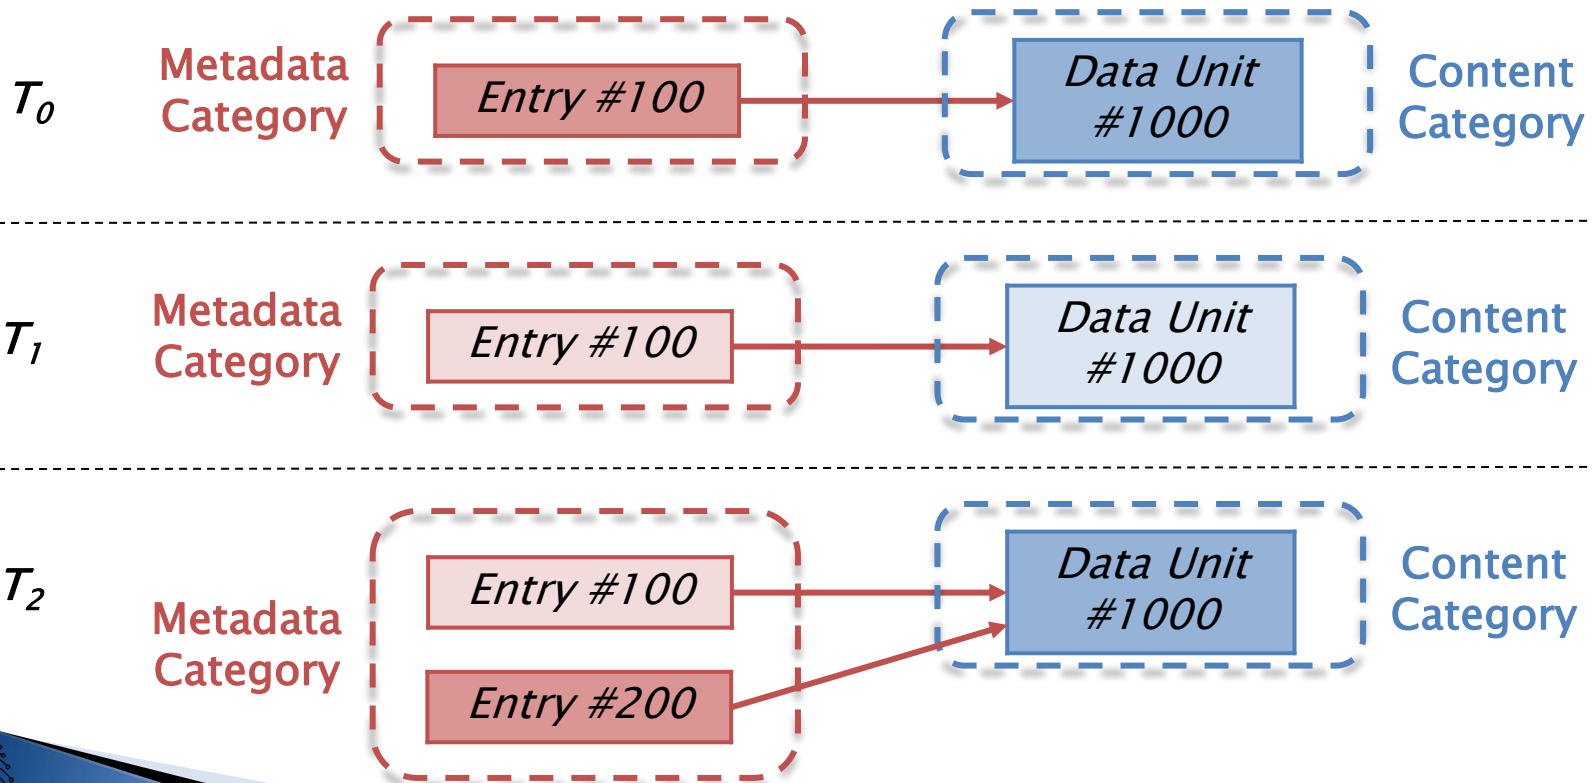 T0
Metadata
Category
Entry #100
Data Unit
#1000
Content
Category
T1
Metadata
Category
Entry #100
Data Unit
#1000
Content
Category
T2
Metadata
Category
Entry #100
Entry #200
Data Unit
#1000
Content
Category